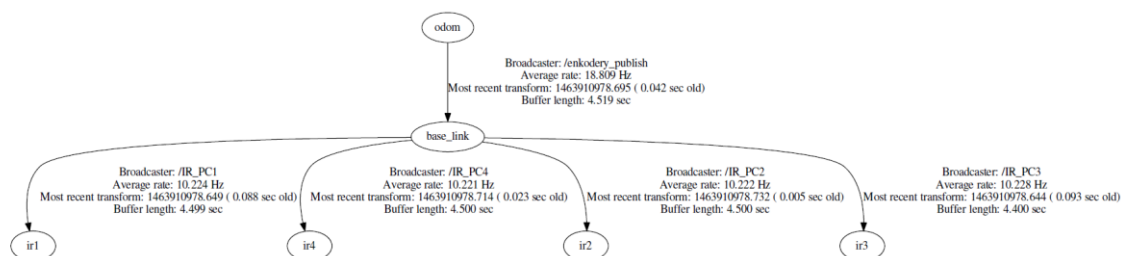 odom
Broadcaster: /enkodery_publish
Average rate: 18.809 Hz
Most recent transform: 1463910978.695 ( 0.042 sec old)
Buffer length: 4.519 sec
base_link
Broadcaster: /IR_PC1
Average rate: 10.224 Hz
Most recent transform: 1463910978.649 ( 0.088 sec old)
Buffer length: 4.499 sec
Broadcaster: /IR_PC4
Average rate: 10.221 Hz
Most recent transform: 1463910978.714 ( 0.023 sec old)
Buffer length: 4.500 sec
Broadcaster: /IR_PC2
Average rate: 10.222 Hz
Most recent transform: 1463910978.732 ( 0.005 sec old)
Buffer length: 4.500 sec
Broadcaster: /IR_PC3
Average rate: 10.228 Hz
Most recent transform: 1463910978.644 ( 0.093 sec old)
Buffer length: 4.400 sec
ir1
ir4
ir2
ir3